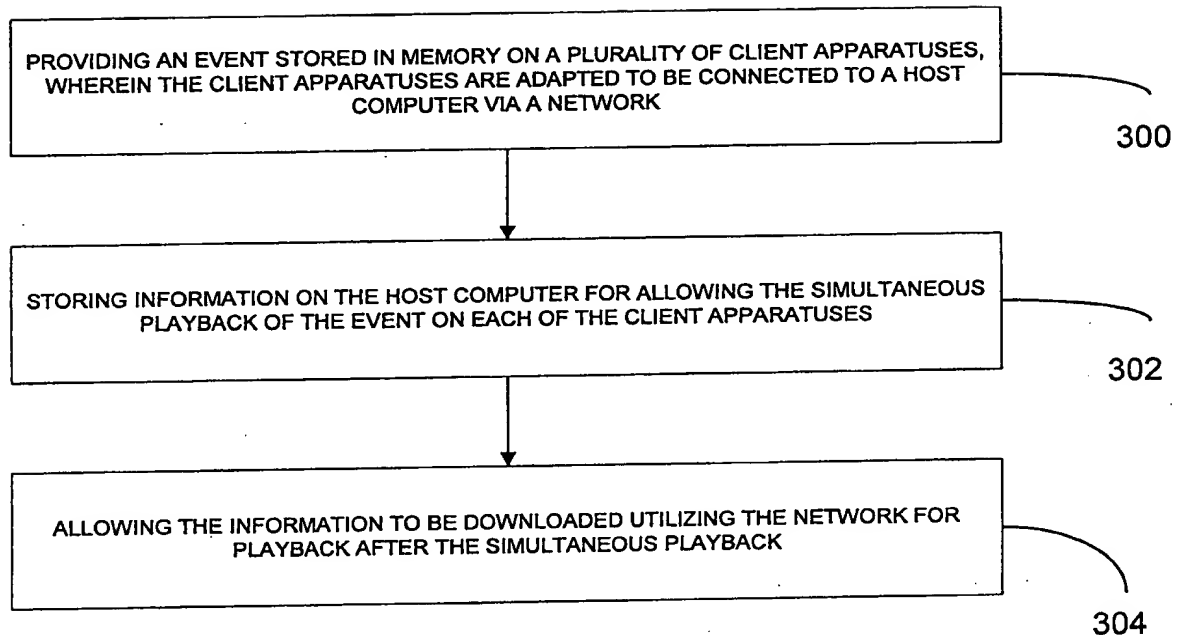 PROVIDING AN EVENT STORED IN MEMORY ON A PLURALITY OF CLIENT APPARATUSES,
WHEREIN THE CLIENT APPARATUSES ARE ADAPTED TO BE CONNECTED TO A HOST
COMPUTER VIA A NETWORK
300
STORING INFORMATION ON THE HOST COMPUTER FOR ALLOWING THE SIMULTANEOUS
PLAYBACK OF THE EVENT ON EACH OF THE CLIENT APPARATUSES
302
ALLOWING THE INFORMATION TO BE DOWNLOADED UTILIZING THE NETWORK FOR
PLAYBACK AFTER THE SIMULTANEOUS PLAYBACK
304